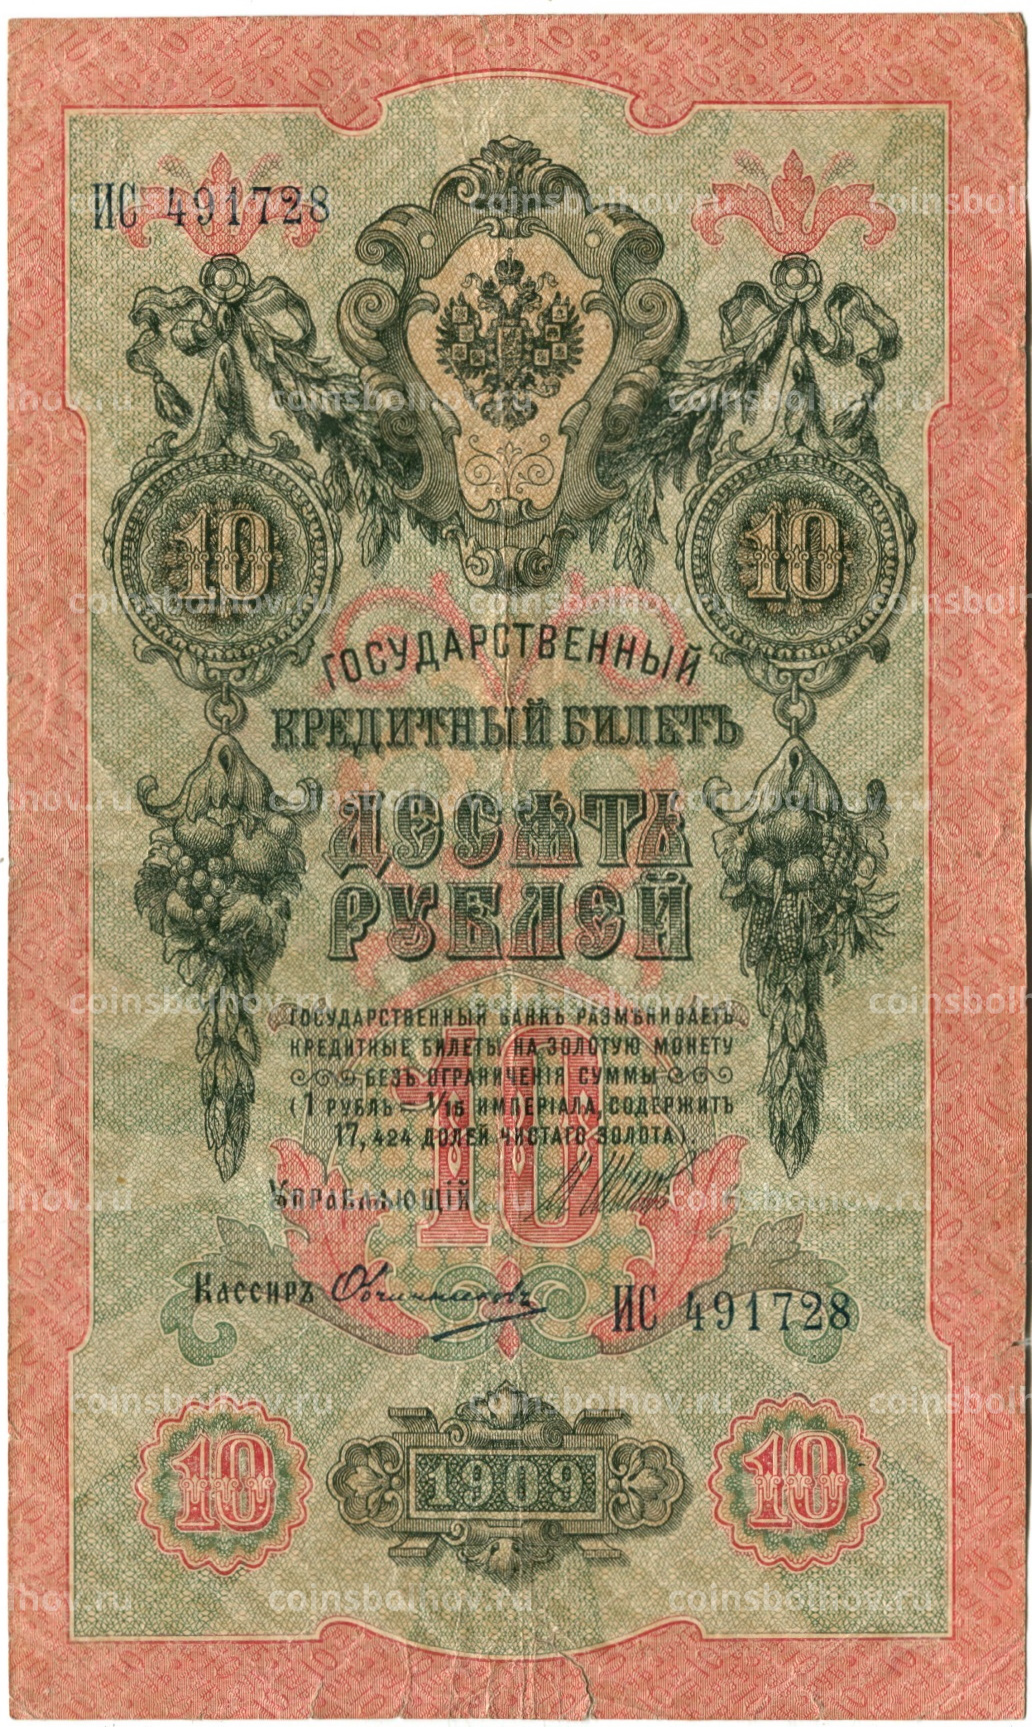 ИС 491728
10 10
ГОСУДАРСТВЕННЫЙ
КРЕДИТНЫЙ БИЛЕТЪ
ДЕСЯТЬ
РУБЛЕЙ
ГОСУДАРСТВЕННЫЙ БАНКЪ РАЗМѢНИВАЕТЪ
КРЕДИТНЫЕ БИЛЕТЫ НА ЗОЛОТУЮ МОНЕТУ
БЕЗЪ ОГРАНИЧЕНІЯ СУММЫ
(1 РУБЛЬ = 1/15 ИМПЕРІАЛА, СОДЕРЖИТЪ
17,424 ДОЛЕЙ ЧИСТАГО ЗОЛОТА).
10
Управляющій
Кассиръ Овчинниковъ
ИС 491728
10 1909 10
coinsbolhov.ru